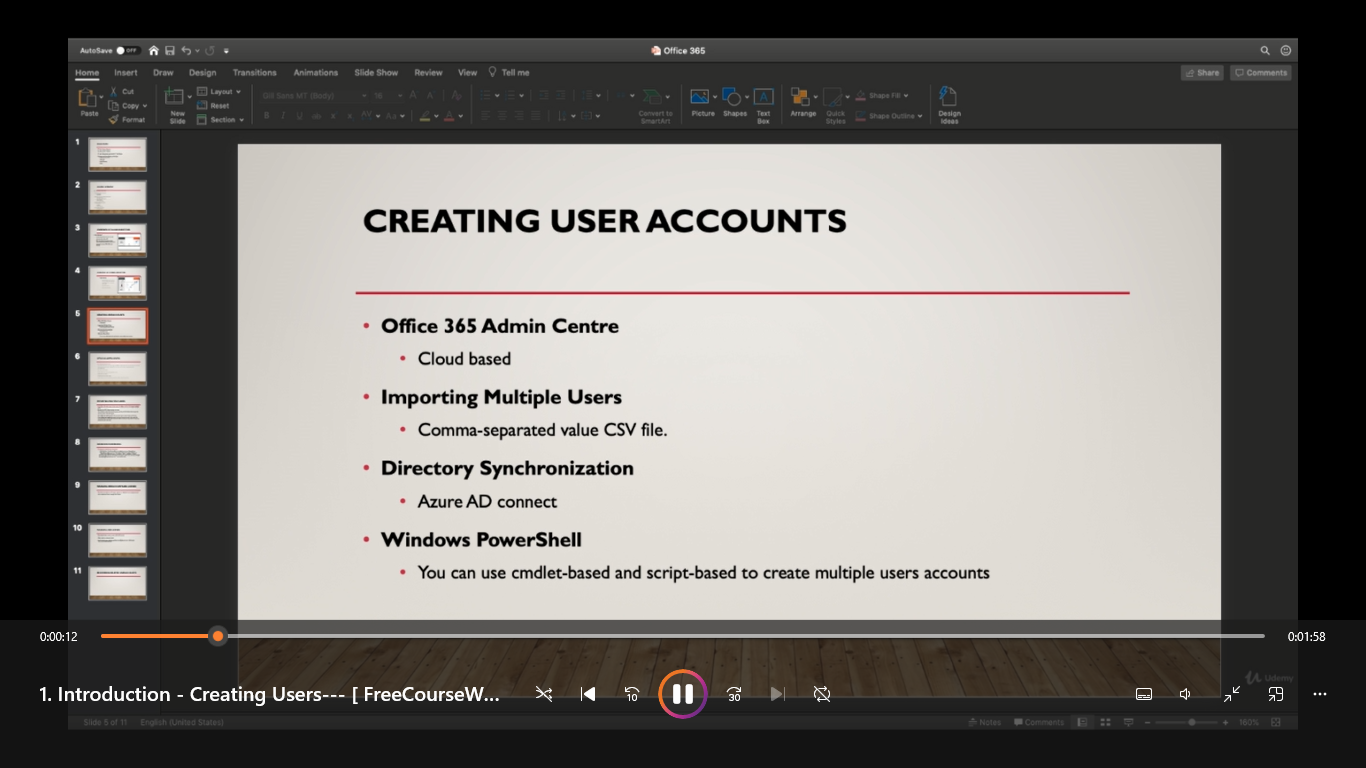 AutoSave OFF
Office 365
Home Insert Draw Design Transitions Animations Slide Show Review View Tell me
Share Comments
Paste
Cut
Copy
Format
New Slide
Layout
Reset
Section
Gill Sans MT (Body) 16
Convert to SmartArt
Picture
Shapes
Text Box
Arrange
Quick Styles
Shape Fill
Shape Outline
Design Ideas
1
2
3
4
5
6
7
8
9
10
11
CREATING USER ACCOUNTS
• Office 365 Admin Centre
• Cloud based
• Importing Multiple Users
• Comma-separated value CSV file.
• Directory Synchronization
• Azure AD connect
• Windows PowerShell
• You can use cmdlet-based and script-based to create multiple users accounts
0:00:12
0:01:58
1. Introduction - Creating Users--- [ FreeCourseW...
10
30
Udemy
Slide 5 of 11 English (United States)
Notes Comments
160%